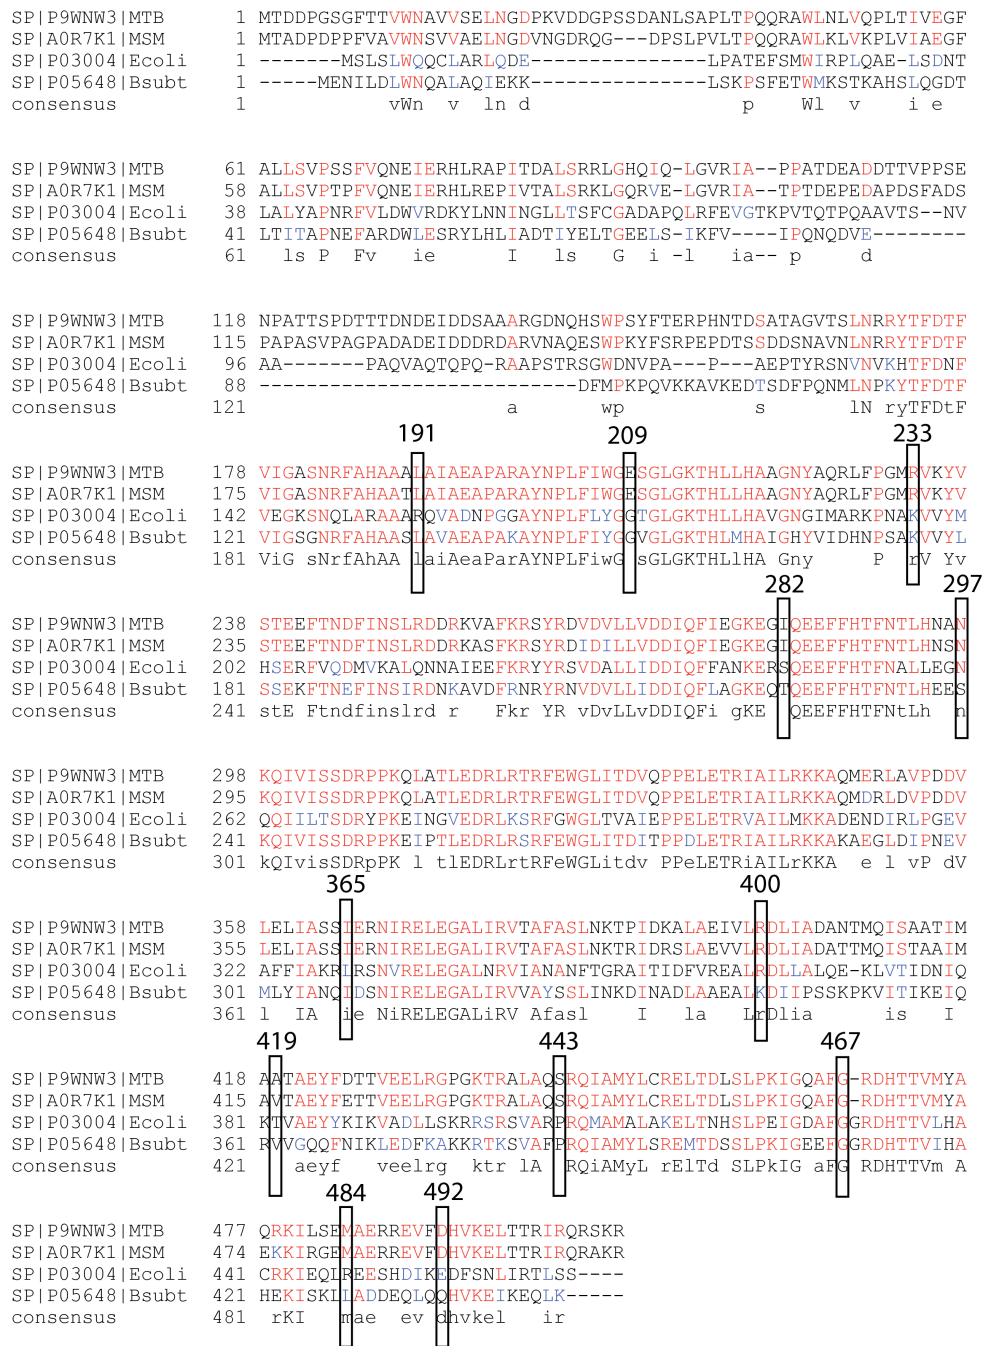 SP|P9WNW3|MTB 1 MTDDPGSGFTTVWNAVVSELNGDPKVDDGPSSDANLSAPLTPQQRAWLNLVQPLTIVEGF
SP|A0R7K1|MSM 1 MTADPDPPFVAVWNSVVAELNGDVNGDRQG---DPSLPVLTPQQRAWLKLVKPLVIAEGF
SP|P03004|Ecoli 1 -------MSLSLWQQCLARLQDE---------------LPATEFSMWIRPLQAE-LSDNT
SP|P05648|Bsubt 1 -----MENILDLWNQALAQIEKK---------------LSKPSFETWMKSTKAHSLQGDT
consensus 1 vWn v ln d p Wl v i e
SP|P9WNW3|MTB 61 ALLSVPSSFVQNEIERHLRAPITDALSRRLGHQIQ-LGVRIA--PPATDEADDTTVPPSE
SP|A0R7K1|MSM 58 ALLSVPTPFVQNEIERHLREPIVTALSRKLGQRVE-LGVRIA--TPTDEPEDAPDSFADS
SP|P03004|Ecoli 38 LALYAPNRFVLDWVRDKYLNNINGLLTSFCGADAPQLRFEVGTKPVTQTPQAAVTS--NV
SP|P05648|Bsubt 41 LTITAPNEFARDWLESRYLHLIADTIYELTGEELS-IKFV---IPQNQDVE---------
consensus 61 ls P Fv ie I ls G i -l ia-- p d
SP|P9WNW3|MTB 118 NPATTSPDTTTDNDEIDDSAAARGDNQHSWPSYFTERPHNTDSATAGVTSLNRRYTFDTF
SP|A0R7K1|MSM 115 PAPASVPAGPADADEIDDDRDARVNAQESWPKYFSRPEPDTSSDDSNAVNLNRRYTFDTF
SP|P03004|Ecoli 96 AA------PAQVAQTQPQ-RAAPSTRSGWDNVPA---P---AEPTYRSNVNVKHTFDNF
SP|P05648|Bsubt 88 ---------------------------DFMPKPQVKKAVKEDTSDFPQNMLNPKYTFDTF
consensus 121 a wp s lN ryTFDtF
191 209 233
SP|P9WNW3|MTB 178 VIGASNRFAHAAALAIAEAPARAYNPLFIWGESGLGKTHLLHAAGNYAQRLFPGMRVKYV
SP|A0R7K1|MSM 175 VIGASNRFAHAATLAIAEAPARAYNPLFIWGESGLGKTHLLHAAGNYAQRLFPGMRVKYV
SP|P03004|Ecoli 142 VEGKSNQLARAAARQVADNPGGAYNPLFLYGGTGLGKTHLLHAVGNGIMARKPNAKVVYM
SP|P05648|Bsubt 121 VIGSGNRFAHAASLAVAEAPAKAYNPLFIYGGVGLGKTHLMHAIGHYVIDHNPSAKVVYL
consensus 181 ViG sNrfAhAA laiAeaPArAYNPLFiwG sGLGKTHLlHA Gny P rV Yv
282 297
SP|P9WNW3|MTB 238 STEEFTNDFINSLRDDRKVAFKRSYRDVDVLLVDDIQFIEGKEGIQEEFFHTFNTLHNAN
SP|A0R7K1|MSM 235 STEEFTNDFINSLRDDRKASFKRSYRDIDILLVDDIQFIEGKEGIQEEFFHTFNTLHNSN
SP|P03004|Ecoli 202 HSERFVQDMVKALQNNAIEEFKRYYRSVDALLIDDIQFFANKERSQEEFFHTFNALLEGN
SP|P05648|Bsubt 181 SSEKFTNEFINSIRDNKAVDFRNRYRNVDVLLIDDIQFLAGKEQTQEEFFHTFNTLHEES
consensus 241 stE FtndfinslrD r Fkr YR vDvLLvDDIQFi gKE QEEFFHTFNtLh n
SP|P9WNW3|MTB 298 KQIVISSDRPPKQLATLEDRLRTRFEWGLITDVQPPELETRIAILRKKAQMERLAVPDDV
SP|A0R7K1|MSM 295 KQIVISSDRPPKQLATLEDRLRTRFEWGLITDVQPPELETRIAILRKKAQMDRLDVPDDV
SP|P03004|Ecoli 262 QQIILTSDRYPKEINGVEDRLKSRFGWGLTVAIEPPELETRVAILMKKADENDIRLPGEV
SP|P05648|Bsubt 241 KQIVISSDRPPKEIPTLEDRLRSRFEWGLITDITPPDLETRIAILRKKAKAEGLDIPNEV
consensus 301 kQIvisSDRpPK l tlEDRLrtRFeWGLitdv PPeLETRiAILrKKA e l vP dV
365 400
SP|P9WNW3|MTB 358 LELIASSIERNIRELEGALIRVTAFASLNKTPIDKALAEIVLRDLIADANTMQISAATIM
SP|A0R7K1|MSM 355 LELIASSIERNIRELEGALIRVTAFASLNKTRIDRSLAEVVLRDLIADATTMQISTAAIM
SP|P03004|Ecoli 322 AFFIAKRLRSNVRELEGALNRVIANANFTGRAITIDFVREALRDLLALQE-KLVTIDNIQ
SP|P05648|Bsubt 301 MLYIANQIDSNIRELEGALIRVVAYSSLINKDINADLAAEALKDIIPSSKPKVITIKEIQ
consensus 361 l IA ie NiRELEGALiRV Afasl I la LrDlia is I
419 443 467
SP|P9WNW3|MTB 418 AATAEYFDTTVEELRGPGKTRALAQSRQIAMYLCRELTDLSLPKIGQAFG-RDHTTVMYA
SP|A0R7K1|MSM 415 AVTAEYFETTVEELRGPGKTRALAQSRQIAMYLCRELTDLSLPKIGQAFG-RDHTTVMYA
SP|P03004|Ecoli 381 KTVAEYYKIKVADLLSKRRSRSVARPRQMAMALAKELTNHSLPEIGDAFGGRDHTTVLHA
SP|P05648|Bsubt 361 RVVGQQFNIKLEDFKAKKRTKSVAFPRQIAMYLSREMTDSSLPKIGEEFGGRDHTTVIHA
consensus 421 aeyf veelrg ktr lA RQiAMyL rElTd SLPkIG aFG RDHTTVm A
484 492
SP|P9WNW3|MTB 477 QRKILSEMAERREVFDHVKELTTRIRQRSKR
SP|A0R7K1|MSM 474 EKKIRGEMAERREVFDHVKELTTRIRQRAKR
SP|P03004|Ecoli 441 CRKIEQLREESHDIKEDFSNLIRTLSS----
SP|P05648|Bsubt 421 HEKISKLLADDEQLQQHVKEIKEQLK-----
consensus 481 rKI mae ev dhvkel ir